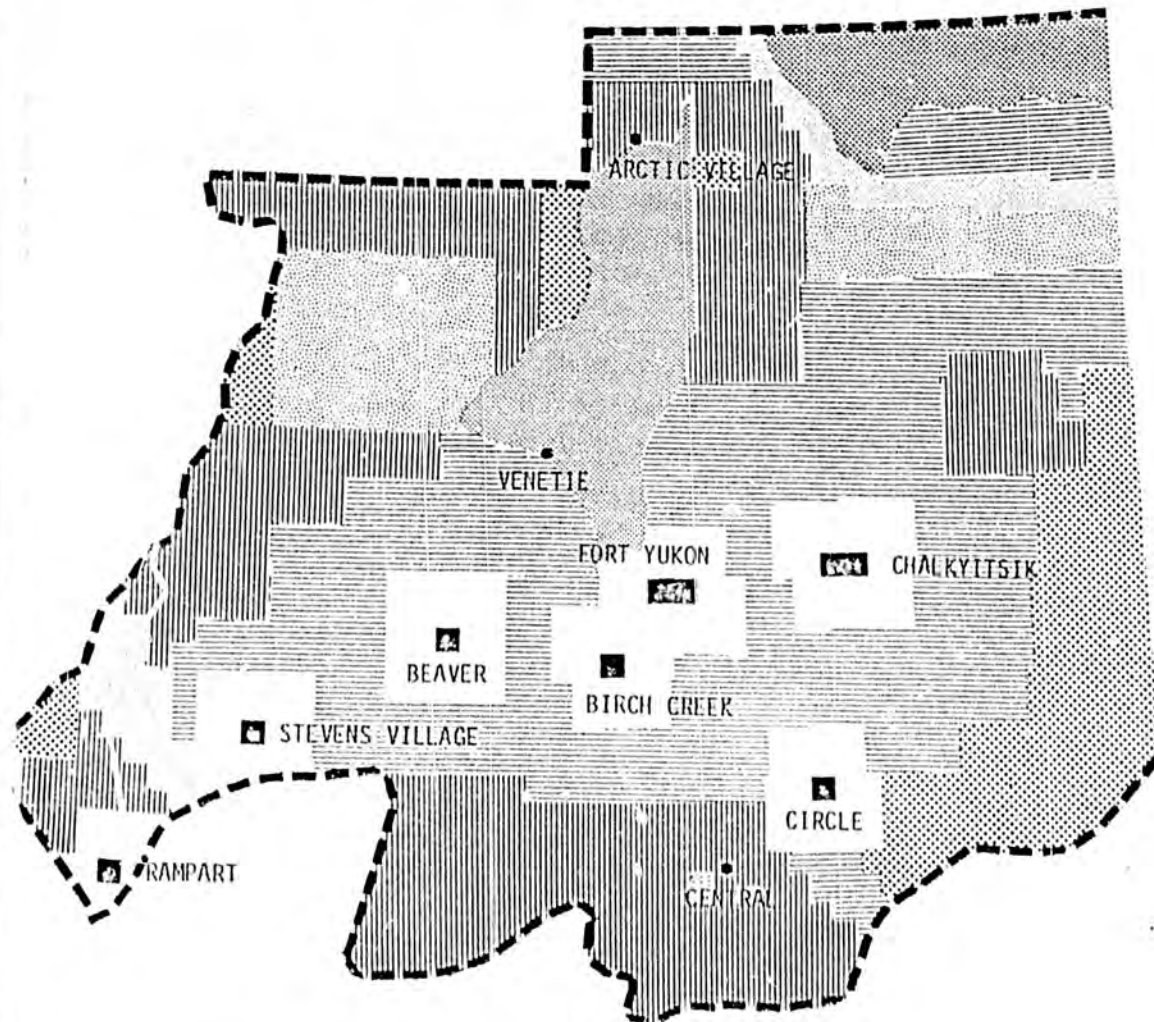 ARCTIC VILLAGE
VENETIE
FORT YUKON
CHALKYITSIK
BEAVER
BIRCH CREEK
STEVENS VILLAGE
CIRCLE
RAMPART
CENTRAL